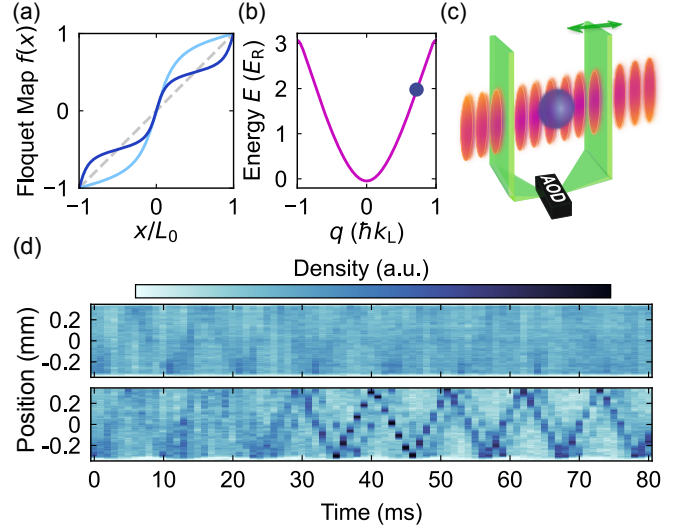 (a)
Floquet Map f(x)
1
0
−1
−1
0
1
x/L₀
(b)
Energy E (E_R)
3
2
1
0
−1
0
1
q (ħk_L)
(c)
AOD
(d)
Density (a.u.)
Position (mm)
0.2
0
-0.2
0.2
0
-0.2
0
10
20
30
40
50
60
70
80
Time (ms)